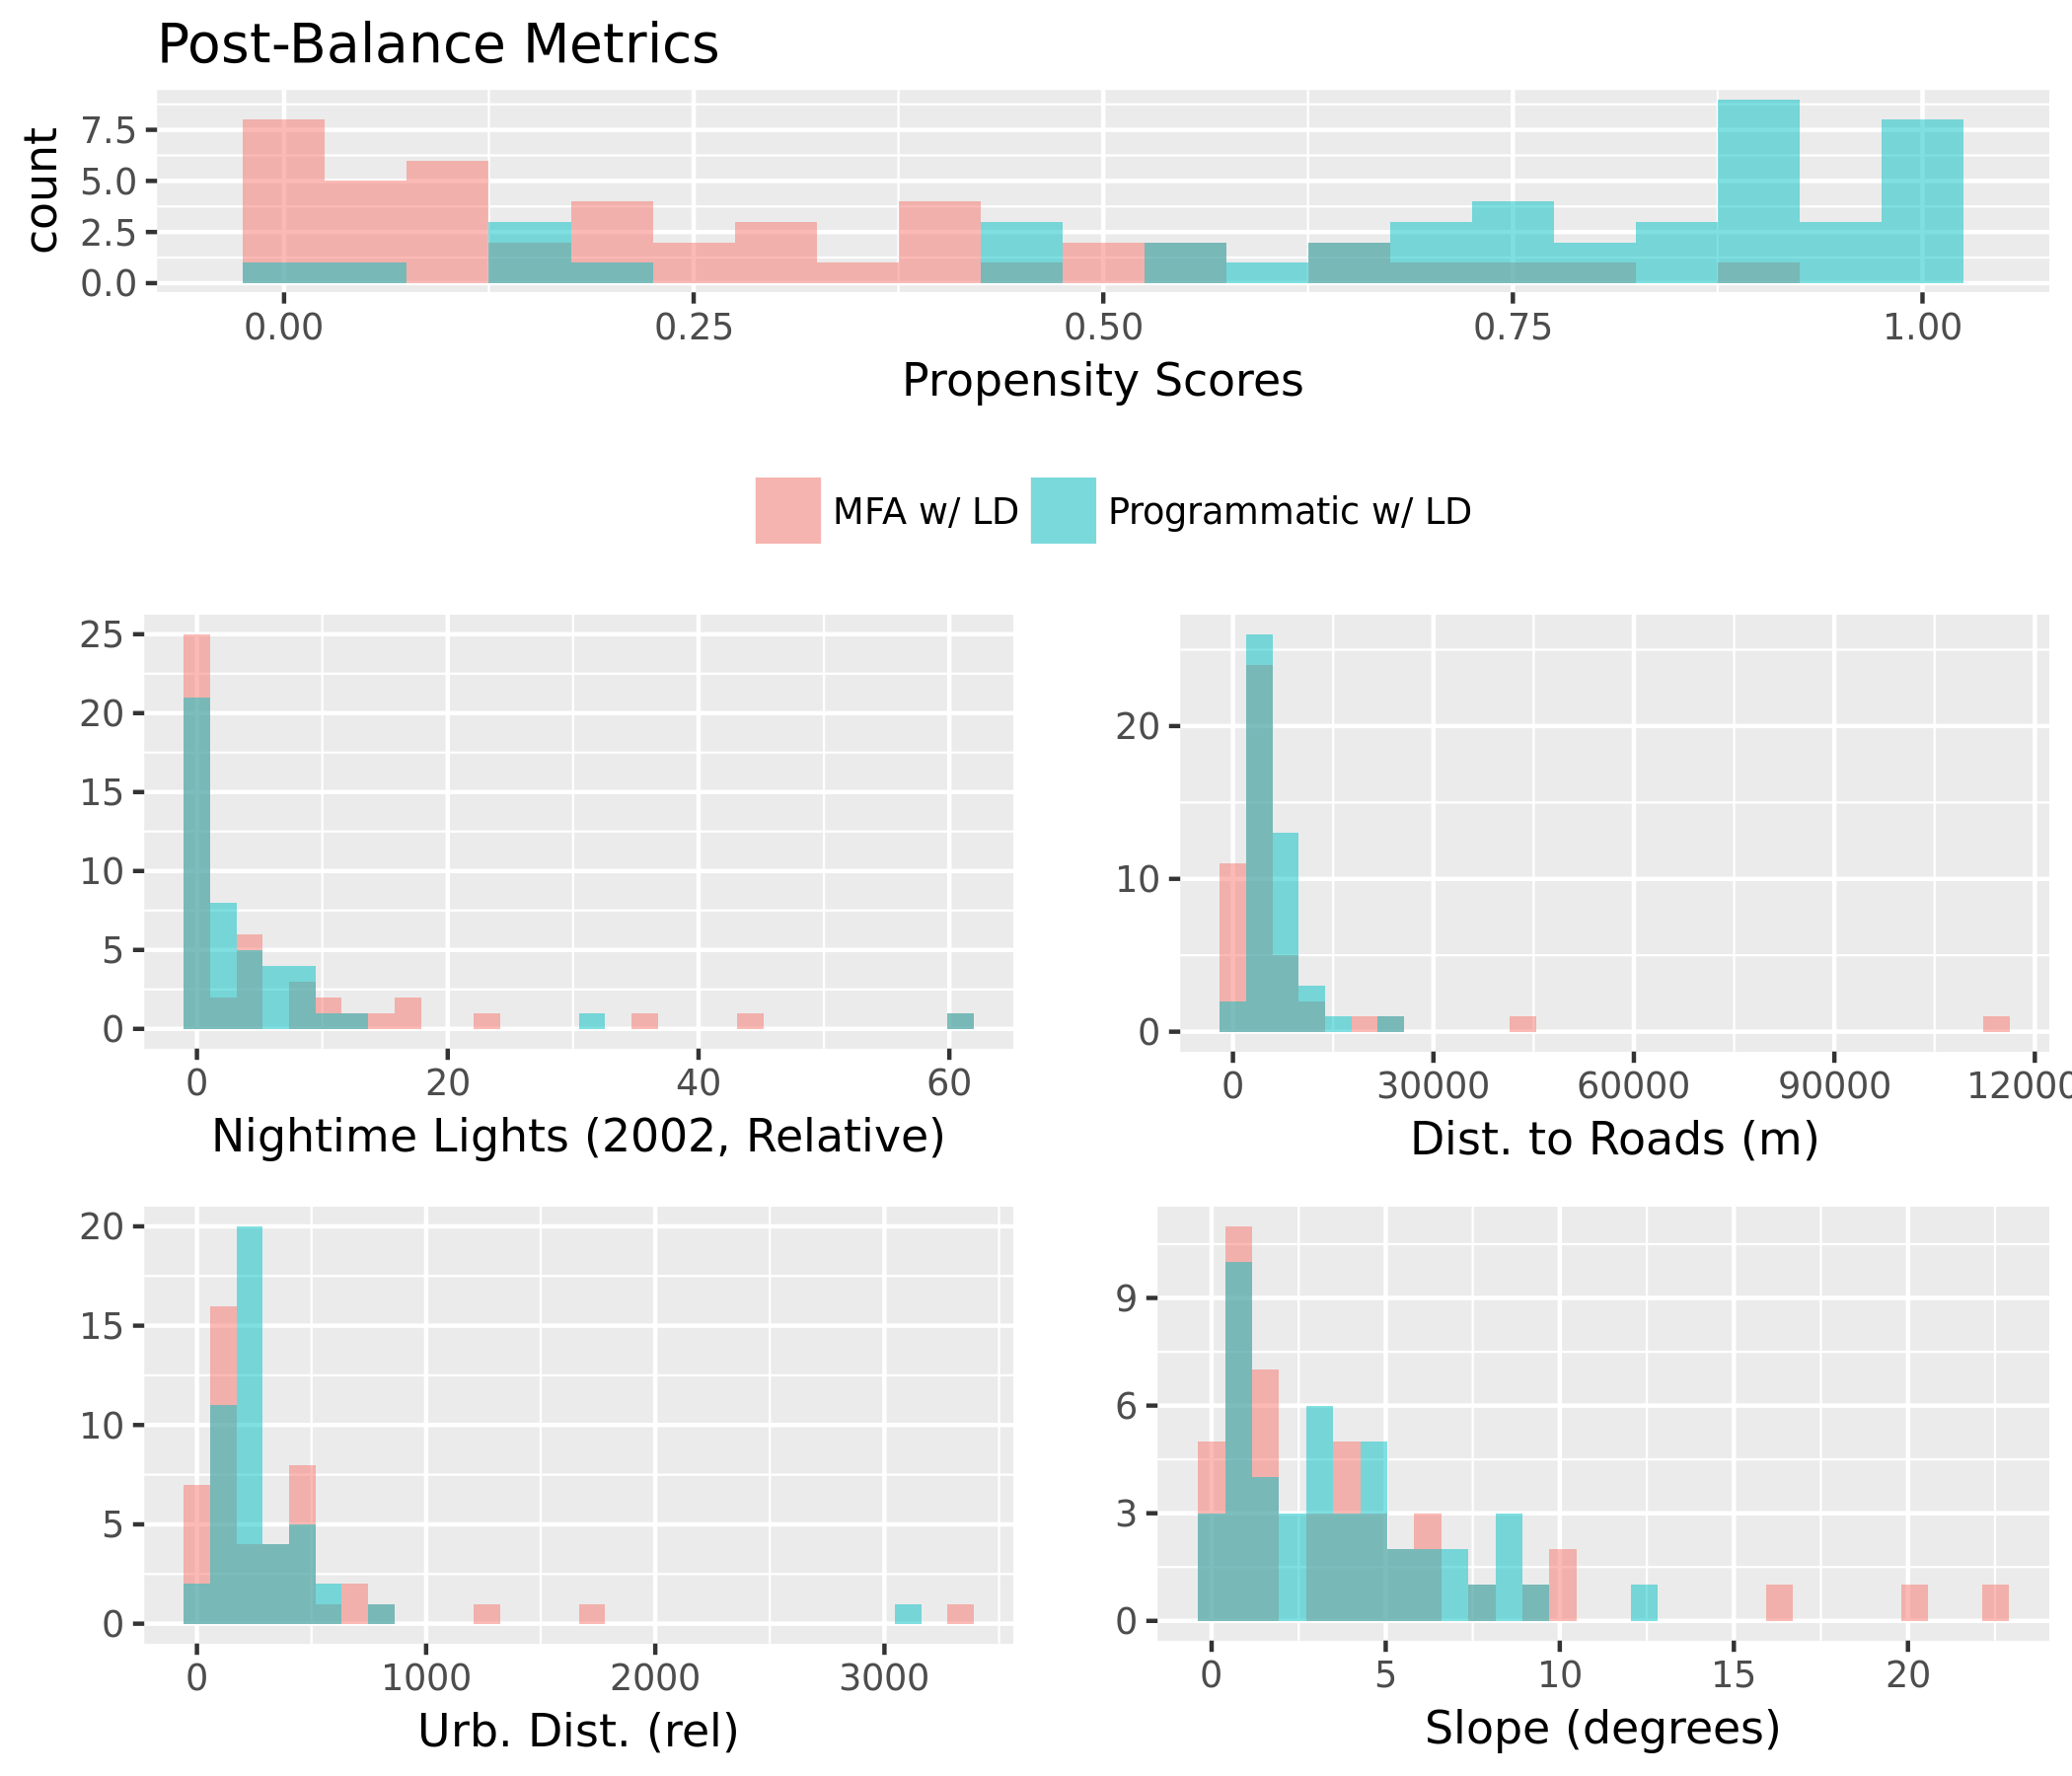 Post-Balance Metrics
count
7.5
5.0
2.5
0.0
0.00 0.25 0.50 0.75 1.00
Propensity Scores
MFA w/ LD Programmatic w/ LD
25
20
15
10
5
0
0 20 40 60
Nightime Lights (2002, Relative)
20
10
0
0 30000 60000 90000 12000
Dist. to Roads (m)
20
15
10
5
0
0 1000 2000 3000
Urb. Dist. (rel)
9
6
3
0
0 5 10 15 20
Slope (degrees)